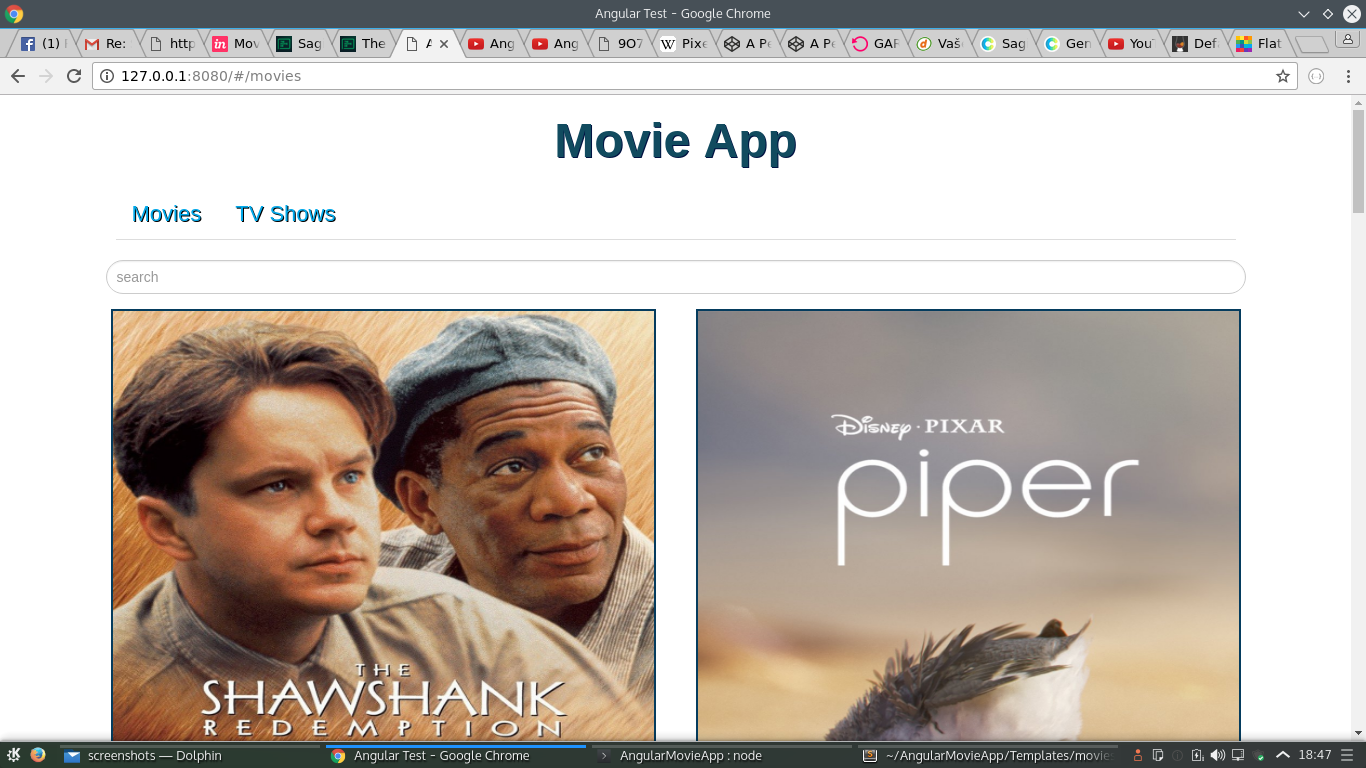 Angular Test - Google Chrome
(1)
Re:
http
Mov
Sag
The
A
Ang
Ang
9O7
Pixe
A Pe
A Pe
GAR
Vaš
Sag
Gen
YouT
Def
Flat
127.0.0.1:8080/#/movies
Movie App
Movies
TV Shows
search
THE
SHAWSHANK
REDEMPTION
Disney · PIXAR
piper
screenshots — Dolphin
Angular Test - Google Chrome
AngularMovieApp : node
~/AngularMovieApp/Templates/movies
18:47